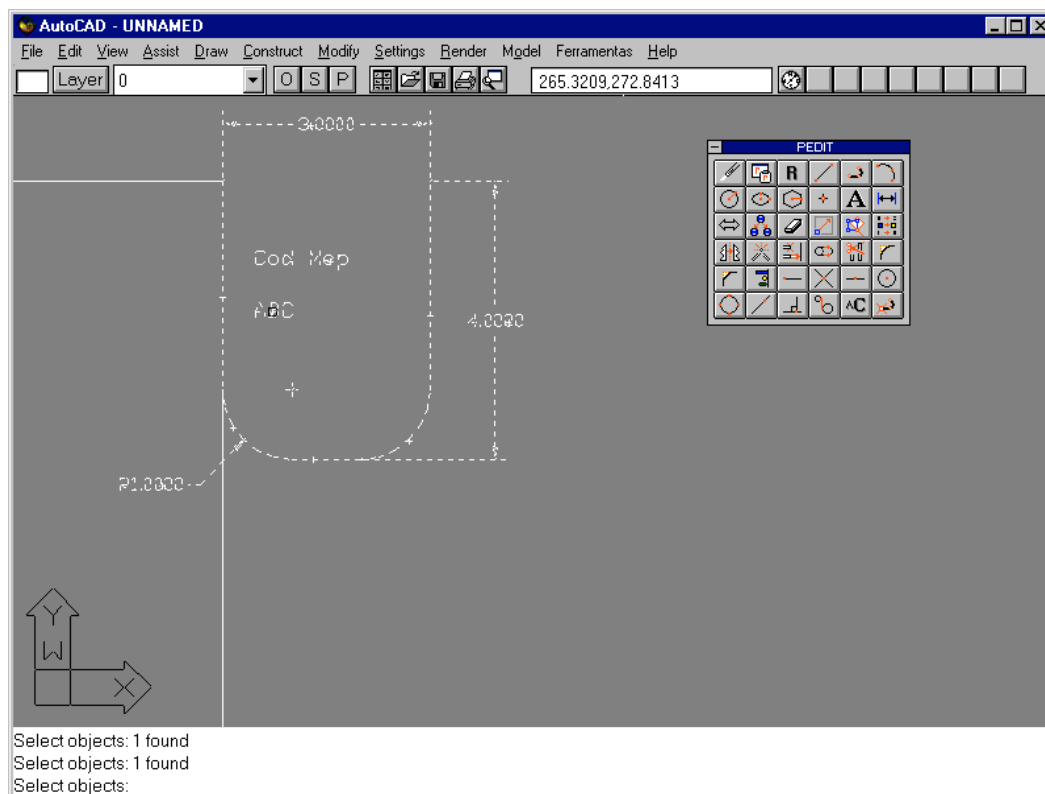 AutoCAD - UNNAMED
File Edit View Assist Draw Construct Modify Settings Render Model Ferramentas Help
Layer 0 O S P 265.3209,272.8413
3.0000
PEDIT
R
A
Cod Mep
ABC
4.0000
R1.0000
Y
W
X
Select objects: 1 found
Select objects: 1 found
Select objects: